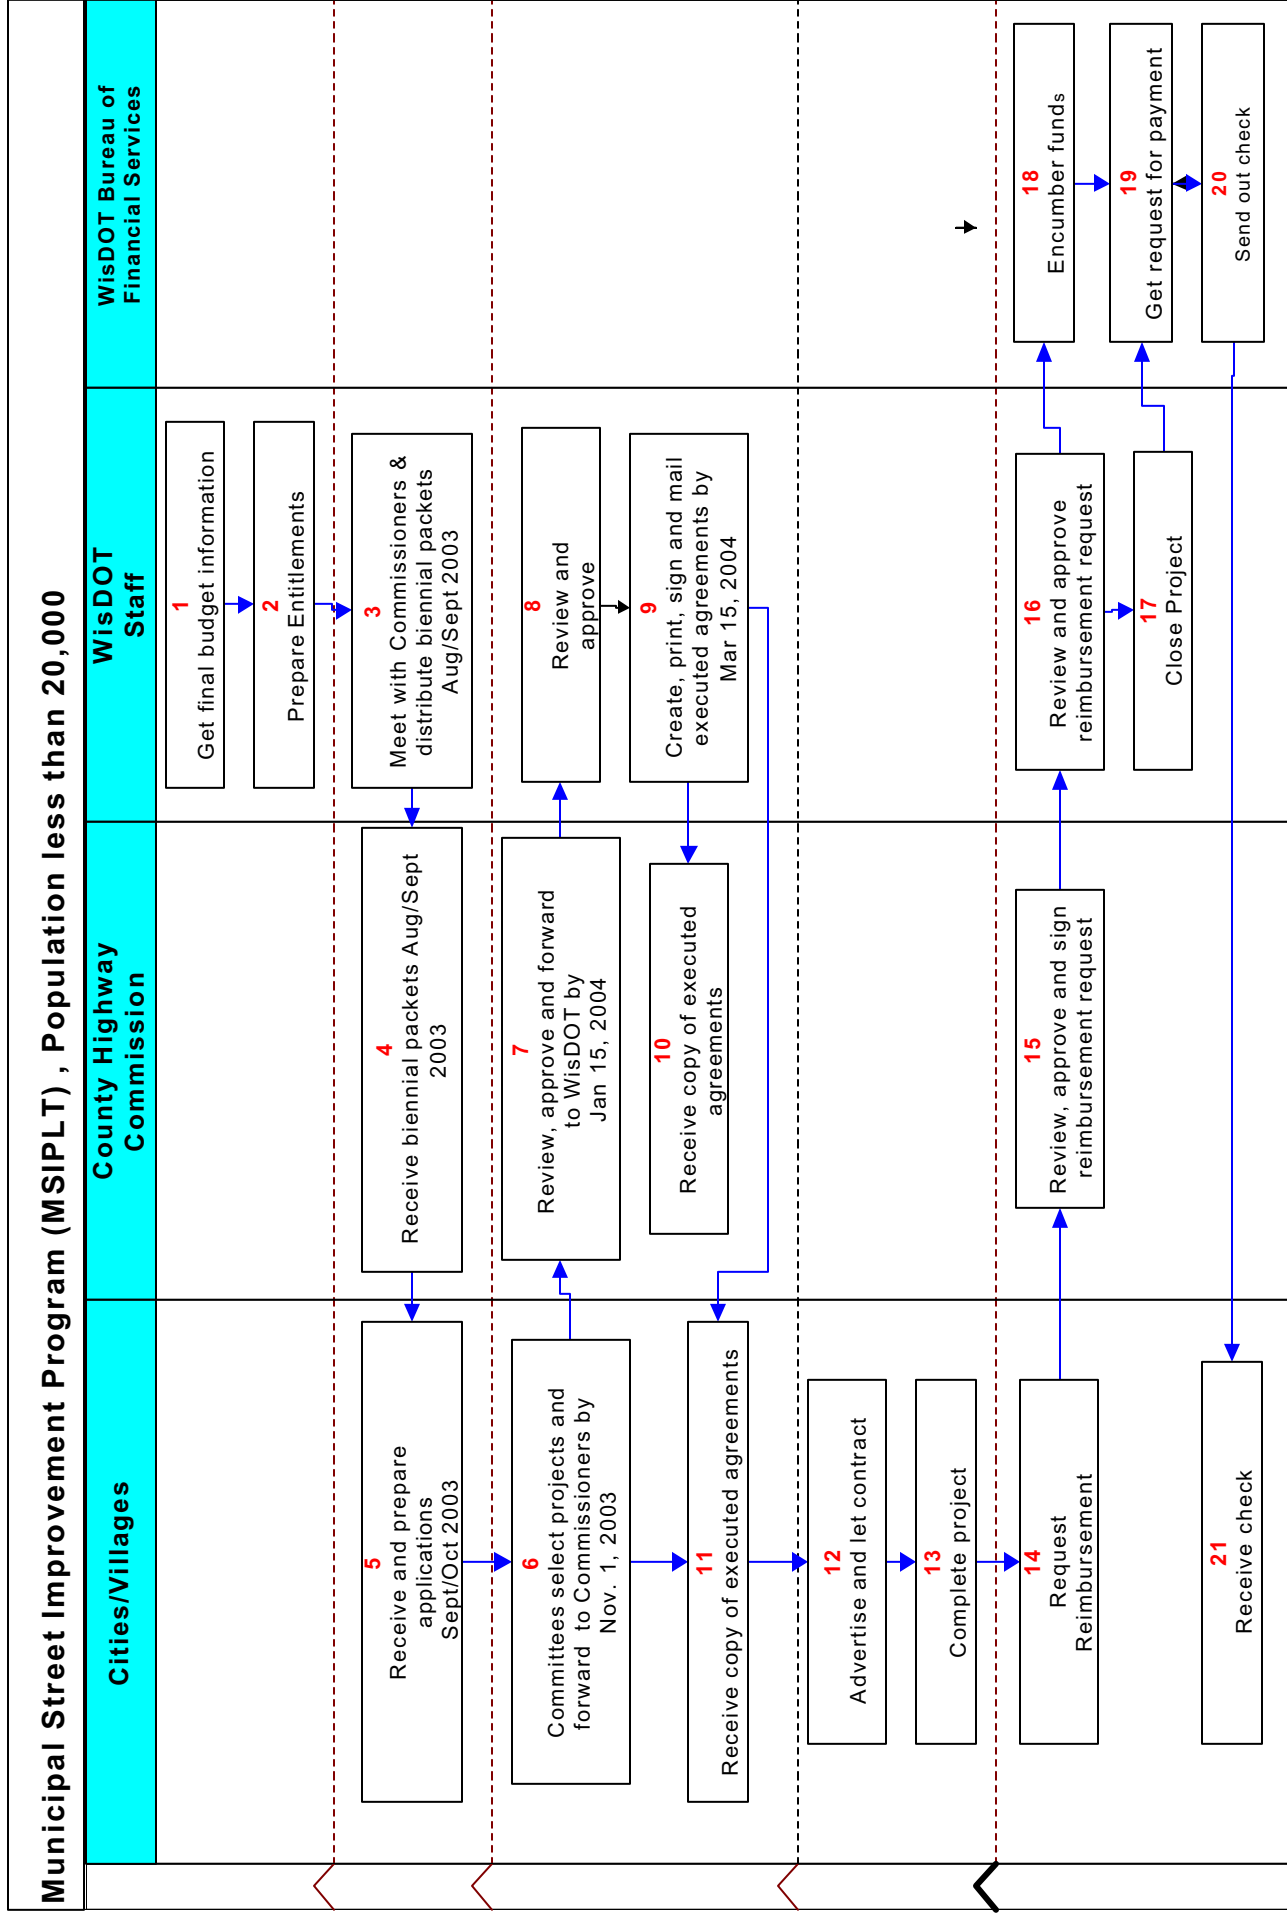 Municipal Street Improvement Program (MSIPLT) , Population less than 20,000
Cities/Villages
County Highway
Commission
WisDOT
Staff
WisDOT Bureau of
Financial Services
1
Get final budget information
2
Prepare Entitlements
3
Meet with Commissioners &
distribute biennial packets
Aug/Sept 2003
4
Receive biennial packets Aug/Sept
2003
5
Receive and prepare
applications
Sept/Oct 2003
6
Committees select projects and
forward to Commissioners by
Nov. 1, 2003
7
Review, approve and forward
to WisDOT by
Jan 15, 2004
8
Review and
approve
9
Create, print, sign and mail
executed agreements by
Mar 15, 2004
10
Receive copy of executed
agreements
11
Receive copy of executed agreements
12
Advertise and let contract
13
Complete project
14
Request
Reimbursement
15
Review, approve and sign
reimbursement request
16
Review and approve
reimbursement request
17
Close Project
18
Encumber funds
19
Get request for payment
20
Send out check
21
Receive check